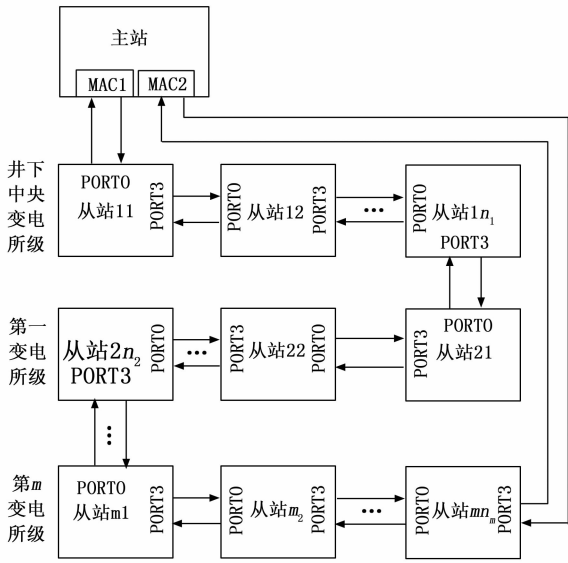 主站
MAC1
MAC2
井下
中央
变电
所级
PORTO
从站11
PORT3
PORTO
从站12
PORT3
…
PORTO
从站1n₁
PORT3
第一
变电
所级
从站2n₂
PORT3
PORTO
…
PORT3
从站22
PORTO
PORT3
PORTO
从站21
…
第m
变电
所级
PORTO
从站m1
PORT3
PORTO
从站m₂
PORT3
…
PORTO
从站mnₘ
PORT3